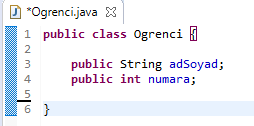 *Ogrenci.java
1 public class Ogrenci {
2
3 public String adSoyad;
4 public int numara;
5
6 }